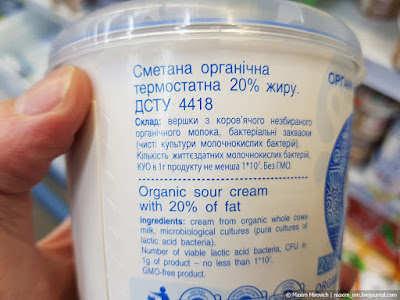 Сметана органічна
термостатна 20% жиру.
ДСТУ 4418
Склад: вершки з коров'ячого незбираного
органічного молока, бактеріальні закваски
(чисті культури молочнокислих бактерій).
Кількість життєздатних молочнокислих бактерій,
КУО в 1г продукту не менша 1*10⁷. Без ГМО.
Organic sour cream
with 20% of fat
Ingredients: cream from organic whole cows
milk, microbiological cultures (pure cultures of
lactic acid bacteria).
Number of viable lactic acid bacteria, CFU in
1g of product – no less than 1*10⁷.
GMO-free product.
© Maxim Mirovich | maxim_nm.livejournal.com